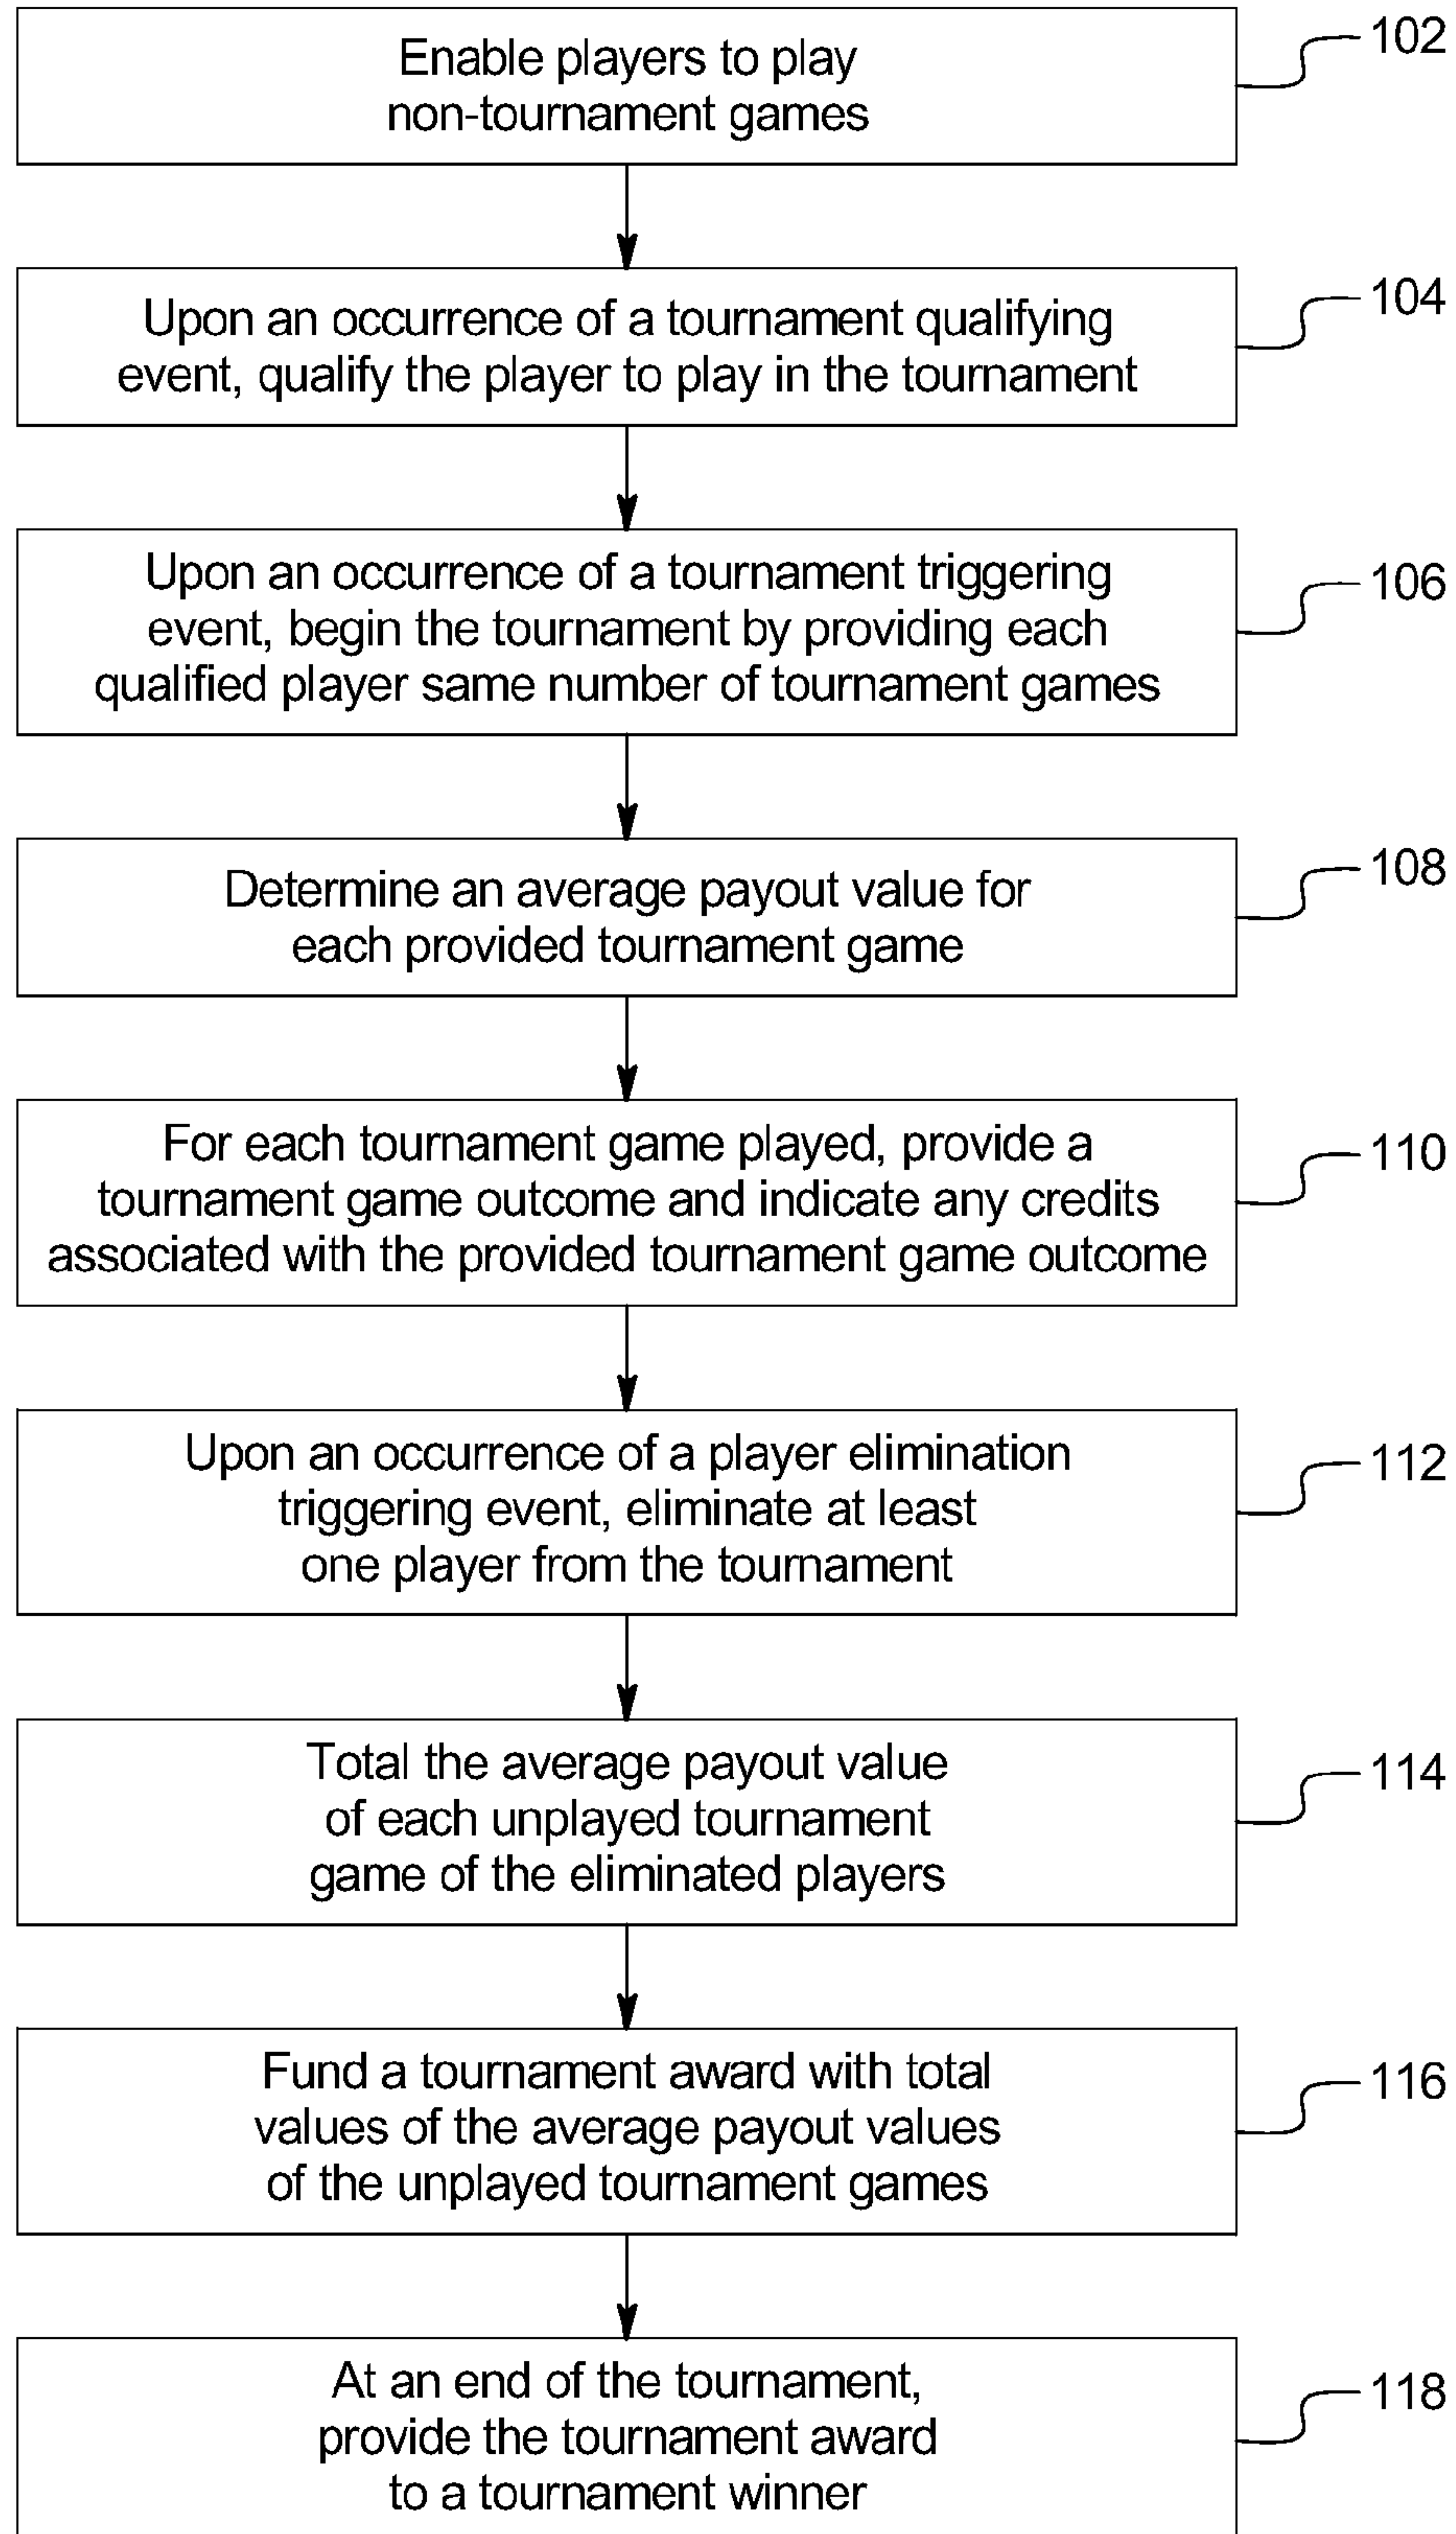 Enable players to play
non-tournament games
102
Upon an occurrence of a tournament qualifying
event, qualify the player to play in the tournament
104
Upon an occurrence of a tournament triggering
event, begin the tournament by providing each
qualified player same number of tournament games
106
Determine an average payout value for
each provided tournament game
108
For each tournament game played, provide a
tournament game outcome and indicate any credits
associated with the provided tournament game outcome
110
Upon an occurrence of a player elimination
triggering event, eliminate at least
one player from the tournament
112
Total the average payout value
of each unplayed tournament
game of the eliminated players
114
Fund a tournament award with total
values of the average payout values
of the unplayed tournament games
116
At an end of the tournament,
provide the tournament award
to a tournament winner
118